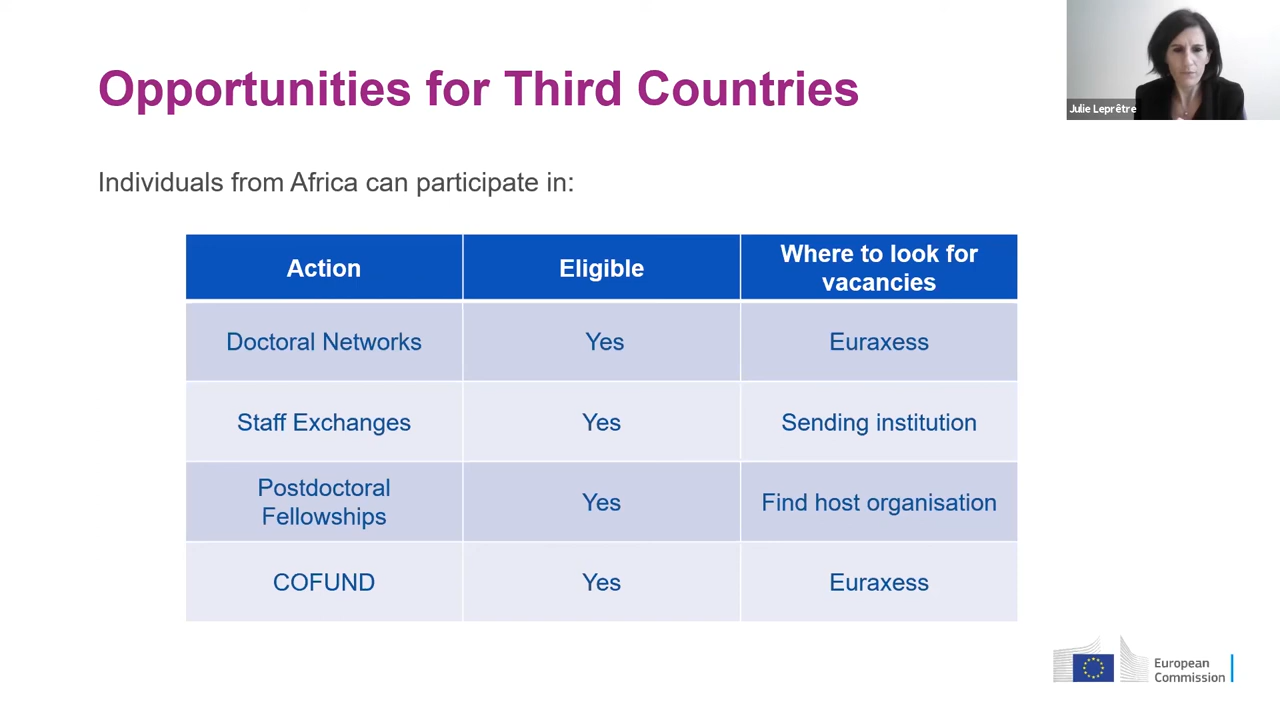 Opportunities for Third Countries
Julie Leprêtre
Individuals from Africa can participate in:
Action
Eligible
Where to look for
vacancies
Doctoral Networks
Yes
Euraxess
Staff Exchanges
Yes
Sending institution
Postdoctoral
Fellowships
Yes
Find host organisation
COFUND
Yes
Euraxess
European
Commission